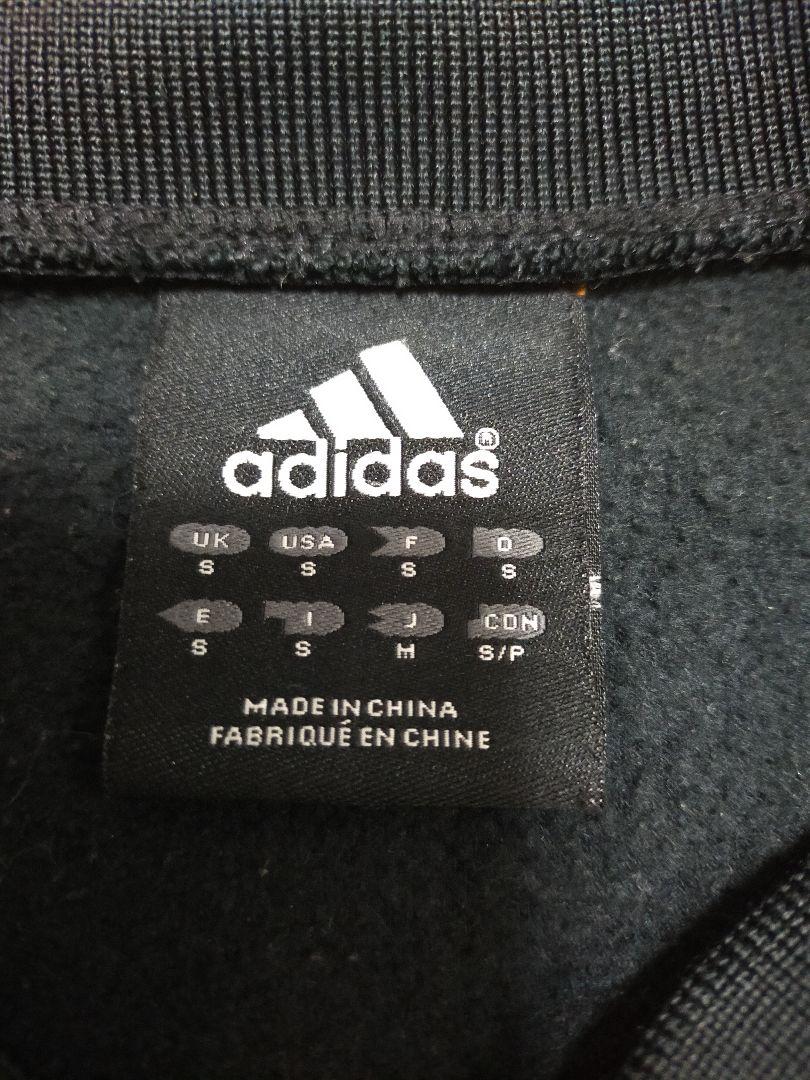 adidas®
UK USA F D
S S S S
E I J CDN
S S M S/P
MADE IN CHINA
FABRIQUÉ EN CHINE